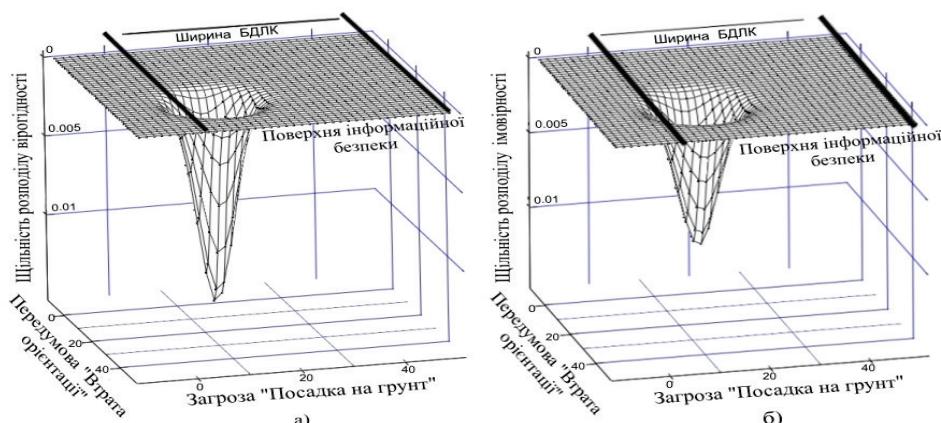 Ширина БДЛК
0
0.005
0.01
Щільність розподілу вірогідності
Поверхня інформаційної
безпеки
0
20
40
Передумова "Втрата
орієнтації"
0
20
40
Загроза "Посадка на грунт"
а)
Ширина БДЛК
0
0.005
0.01
Щільність розподілу імовірності
Поверхня інформаційної
безпеки
0
20
40
Передумова "Втрата
орієнтації"
0
20
40
Загроза "Посадка на грунт"
б)